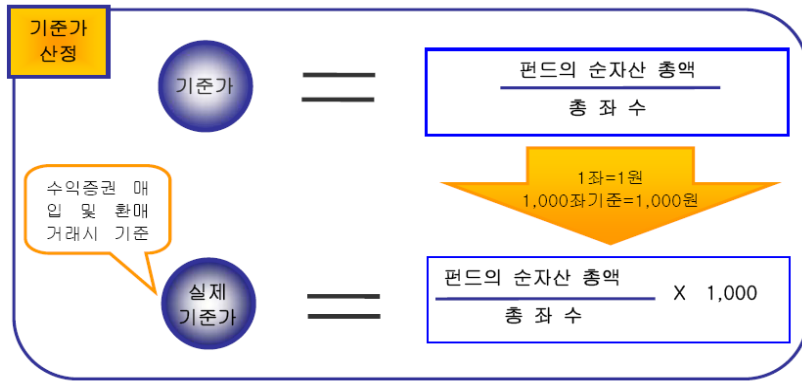 기준가
산정
기준가
펀드의 순자산 총액
총 좌 수
1좌=1원
1,000좌기준=1,000원
수익증권 매
입 및 환매
거래시 기준
실제
기준가
펀드의 순자산 총액
총 좌 수
X 1,000